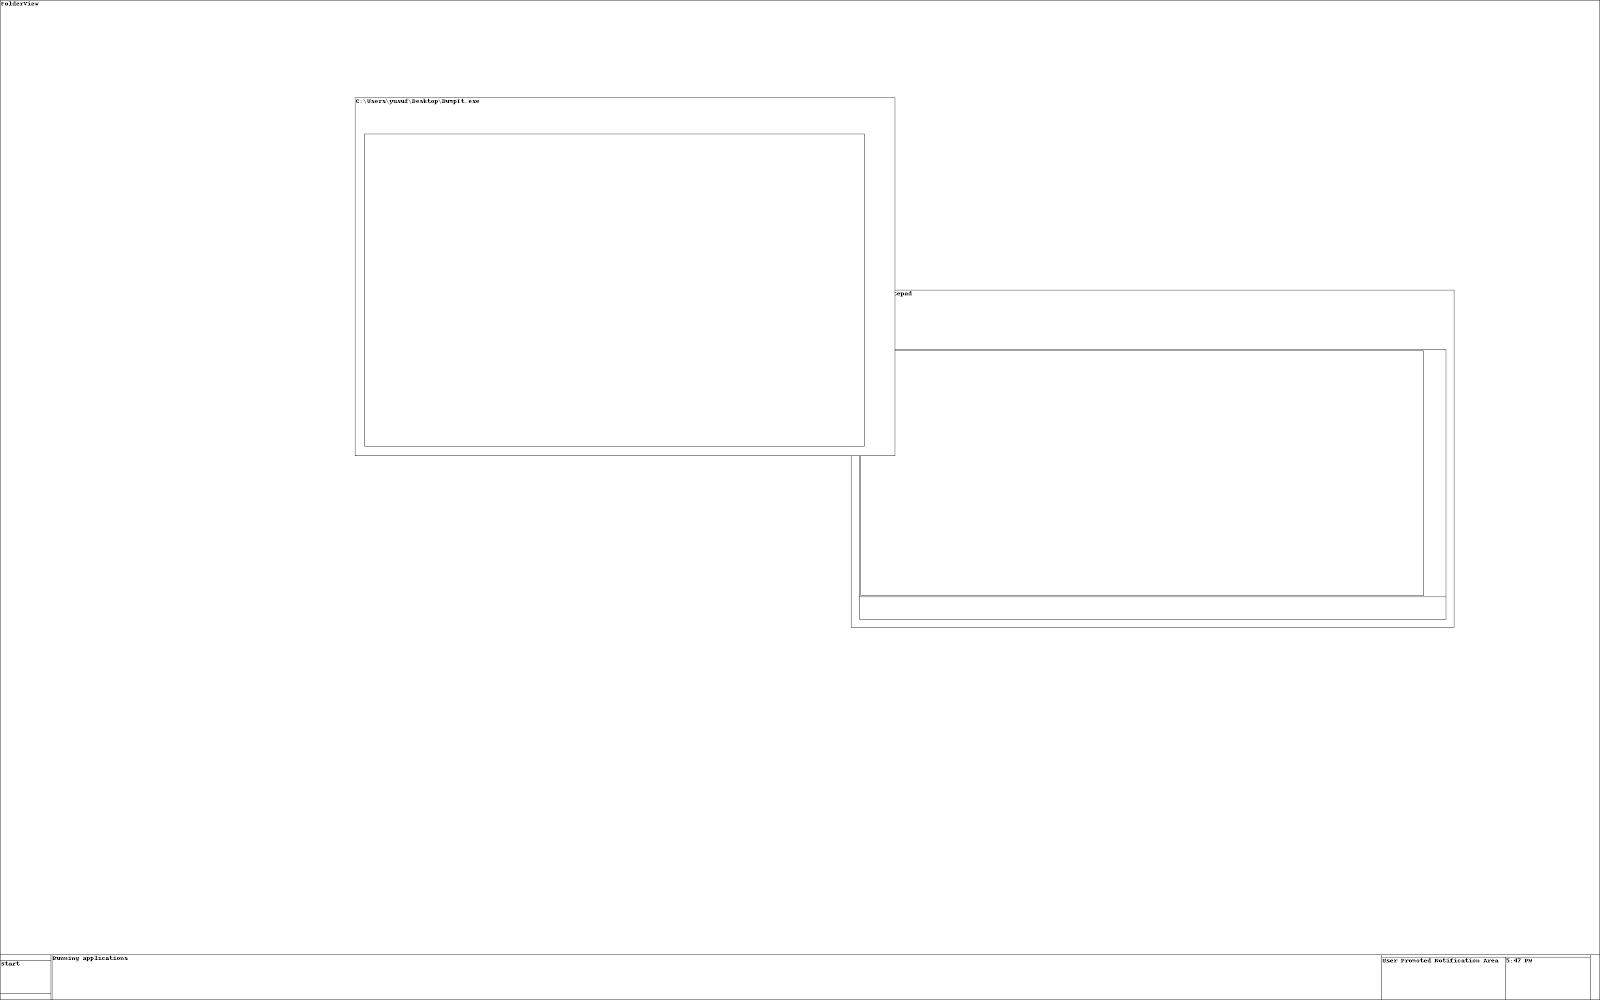 FolderView
C:\Users\yusuf\Desktop\DumpIt.exe
tepad
Running applications
Start
User Promoted Notification Area
5:47 PM